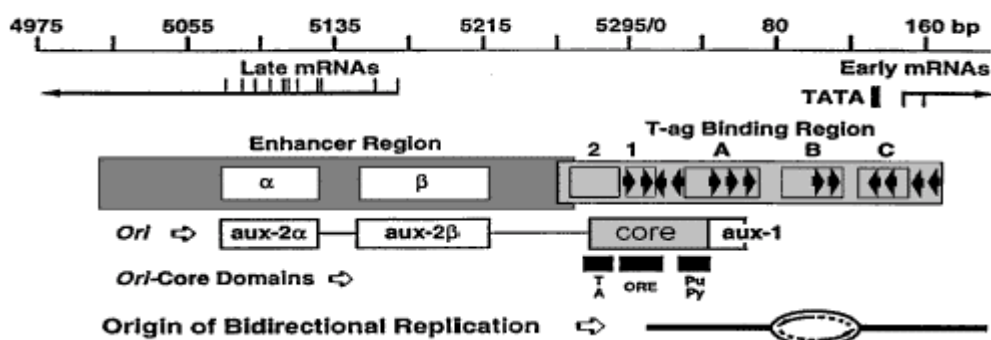 4975 5055 5135 5215 5295/0 80 160 bp
Late mRNAs Early mRNAs
TATA
Enhancer Region T-ag Binding Region
2 1 A B C
α β
Ori aux-2α aux-2β core aux-1
Ori-Core Domains T A ORE Pu Py
Origin of Bidirectional Replication